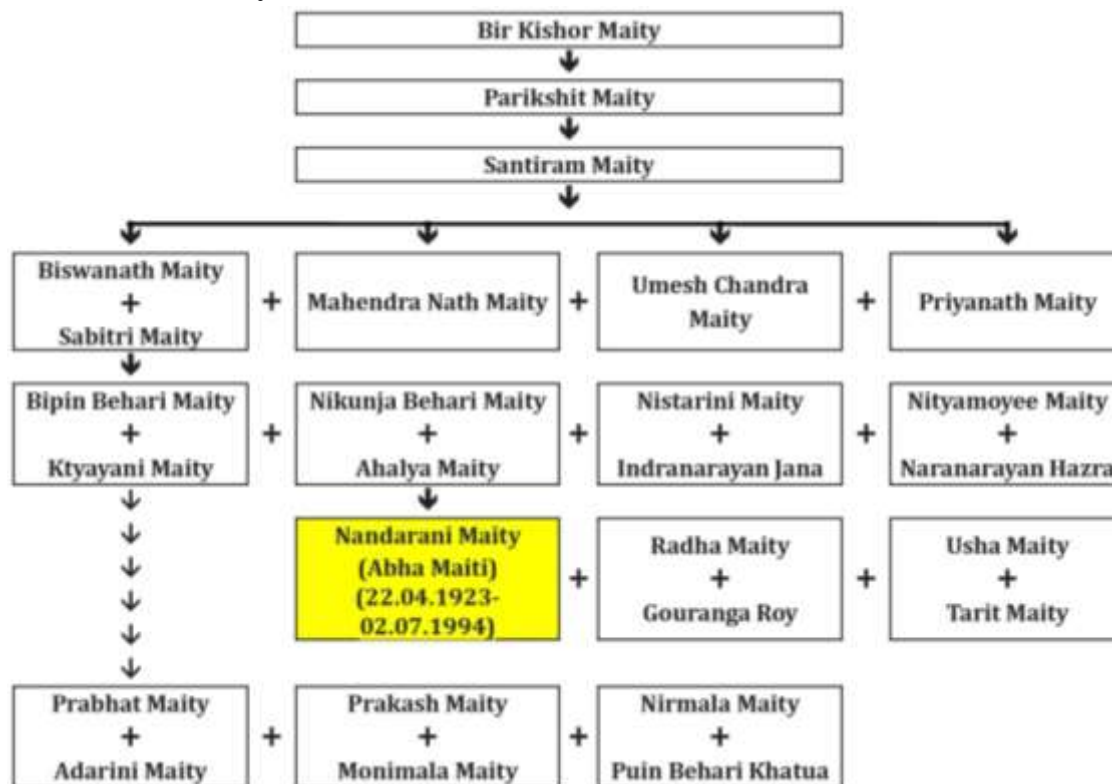 Bir Kishor Maity
Parikshit Maity
Santiram Maity
Biswanath Maity
+
Sabitri Maity
+
Mahendra Nath Maity
+
Umesh Chandra
Maity
+
Priyanath Maity
Bipin Behari Maity
+
Ktyayani Maity
+
Nikunja Behari Maity
+
Ahalya Maity
+
Nistarini Maity
+
Indranarayan Jana
+
Nityamoyee Maity
+
Naranarayan Hazra
Nandarani Maity
(Abha Maiti)
(22.04.1923-
02.07.1994)
+
Radha Maity
+
Gouranga Roy
+
Usha Maity
+
Tarit Maity
Prabhat Maity
+
Adarini Maity
+
Prakash Maity
+
Monimala Maity
+
Nirmala Maity
+
Puin Behari Khatua